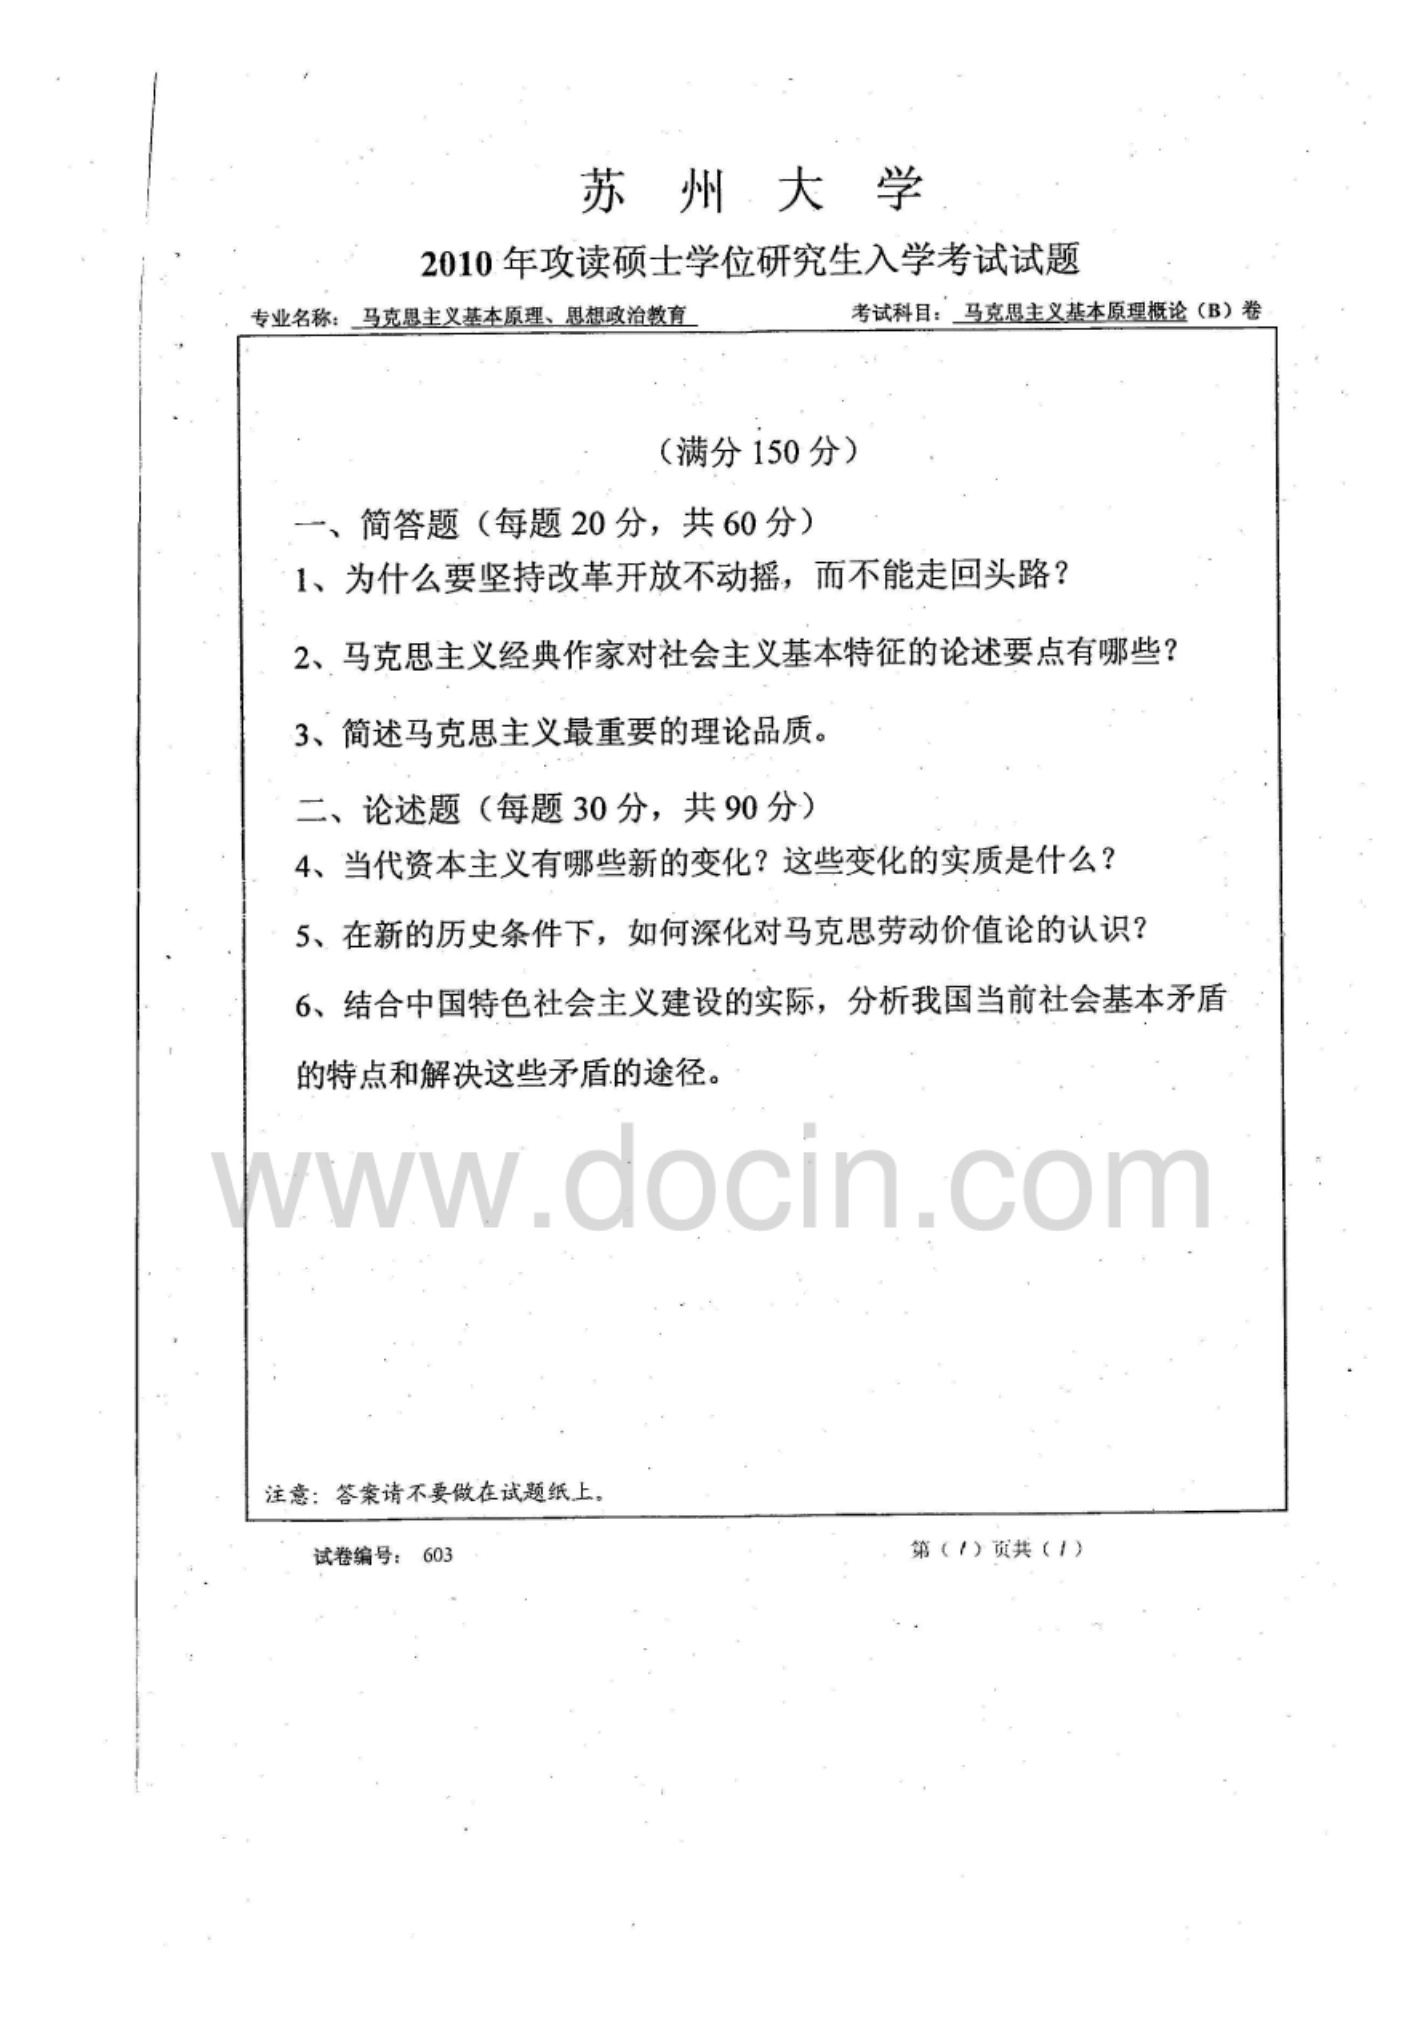 苏州大学
2010年攻读硕士学位研究生入学考试试题
专业名称：马克思主义基本原理、思想政治教育 考试科目：马克思主义基本原理概论（B）卷
（满分150分）
一、简答题（每题20分，共60分）
1、为什么要坚持改革开放不动摇，而不能走回头路？
2、马克思主义经典作家对社会主义基本特征的论述要点有哪些？
3、简述马克思主义最重要的理论品质。
二、论述题（每题30分，共90分）
4、当代资本主义有哪些新的变化？这些变化的实质是什么？
5、在新的历史条件下，如何深化对马克思劳动价值论的认识？
6、结合中国特色社会主义建设的实际，分析我国当前社会基本矛盾
的特点和解决这些矛盾的途径。
www.docin.com
注意：答案请不要做在试题纸上。
试卷编号：603 第（1）页共（1）